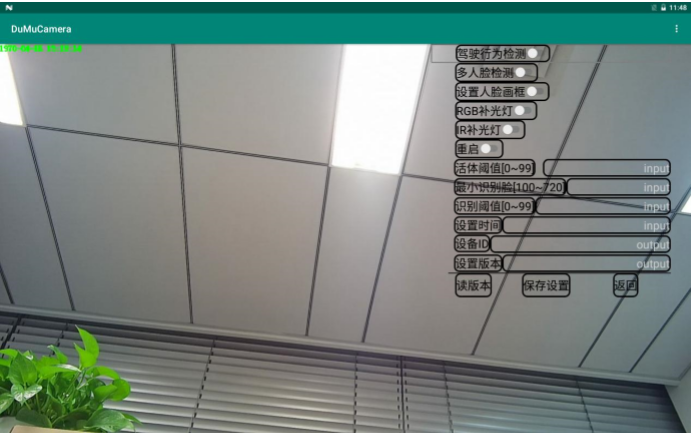 11:48
DuMuCamera
驾驶行为检测
多人脸检测
设置人脸画框
RGB补光灯
IR补光灯
重启
活体阈值[0~99] input
最小识别脸[100~720] input
识别阈值[0~99] input
设置时间 input
设备ID output
设置版本 output
读版本 保存设置 返回